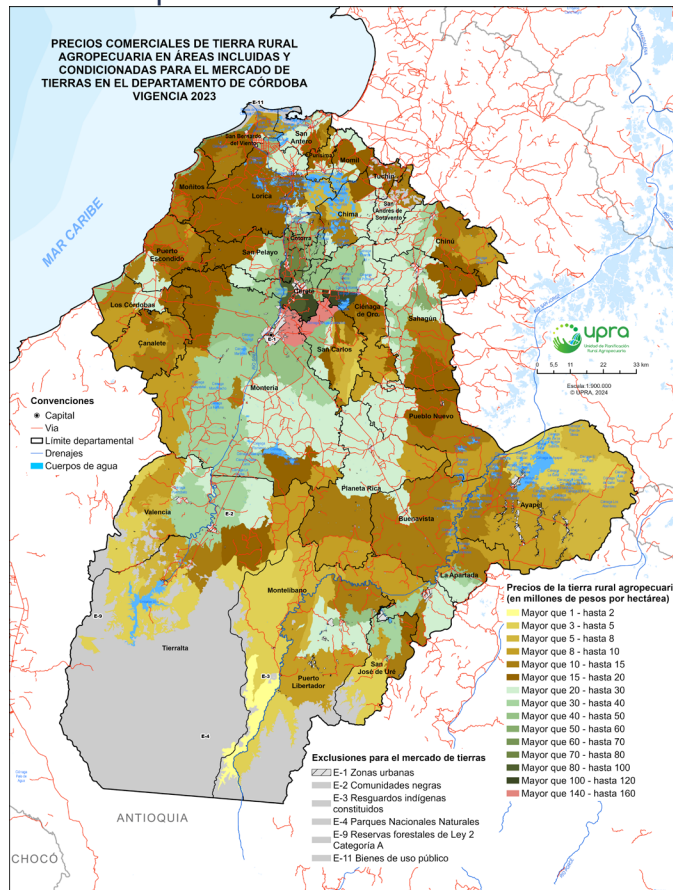 PRECIOS COMERCIALES DE TIERRA RURAL
AGROPECUARIA EN ÁREAS INCLUIDAS Y
CONDICIONADAS PARA EL MERCADO DE
TIERRAS EN EL DEPARTAMENTO DE CÓRDOBA
VIGENCIA 2023
E-11
San Bernardo
del Viento
San
Antero
Purísima
Momil
Tuchín
Moñitos
Lorica
San
Andrés de
Sotavento
Chimá
MAR CARIBE
Cotorra
Chinú
Puerto
Escondido
San Pelayo
Cereté
Los Córdobas
Ciénaga
de Oro
Sahagún
Canalete
E-1
San Carlos
upra
Unidad de Planificación
Rural Agropecuaria
0 5.5 11 22 33 km
Escala 1:900.000
© UPRA, 2024
Convenciones
Capital
Vía
Límite departamental
Drenajes
Cuerpos de agua
Montería
Pueblo Nuevo
Planeta Rica
Valencia
E-2
Buenavista
Ayapel
La Apartada
Montelíbano
E-9
Tierralta
San
José de Uré
E-3
Puerto
Libertador
E-4
Precios de la tierra rural agropecuari
(en millones de pesos por hectárea)
Mayor que 1 - hasta 2
Mayor que 3 - hasta 5
Mayor que 5 - hasta 8
Mayor que 8 - hasta 10
Mayor que 10 - hasta 15
Mayor que 15 - hasta 20
Mayor que 20 - hasta 30
Mayor que 30 - hasta 40
Mayor que 40 - hasta 50
Mayor que 50 - hasta 60
Mayor que 60 - hasta 70
Mayor que 70 - hasta 80
Mayor que 80 - hasta 100
Mayor que 100 - hasta 120
Mayor que 140 - hasta 160
Exclusiones para el mercado de tierras
E-1 Zonas urbanas
E-2 Comunidades negras
E-3 Resguardos indígenas
constituidos
E-4 Parques Nacionales Naturales
E-9 Reservas forestales de Ley 2
Categoría A
E-11 Bienes de uso público
ANTIOQUIA
CHOCÓ